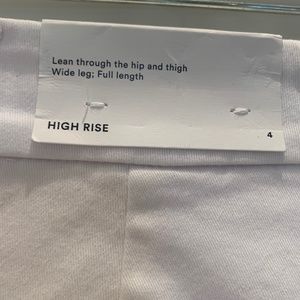 Lean through the hip and thigh
Wide leg; Full length
HIGH RISE
4